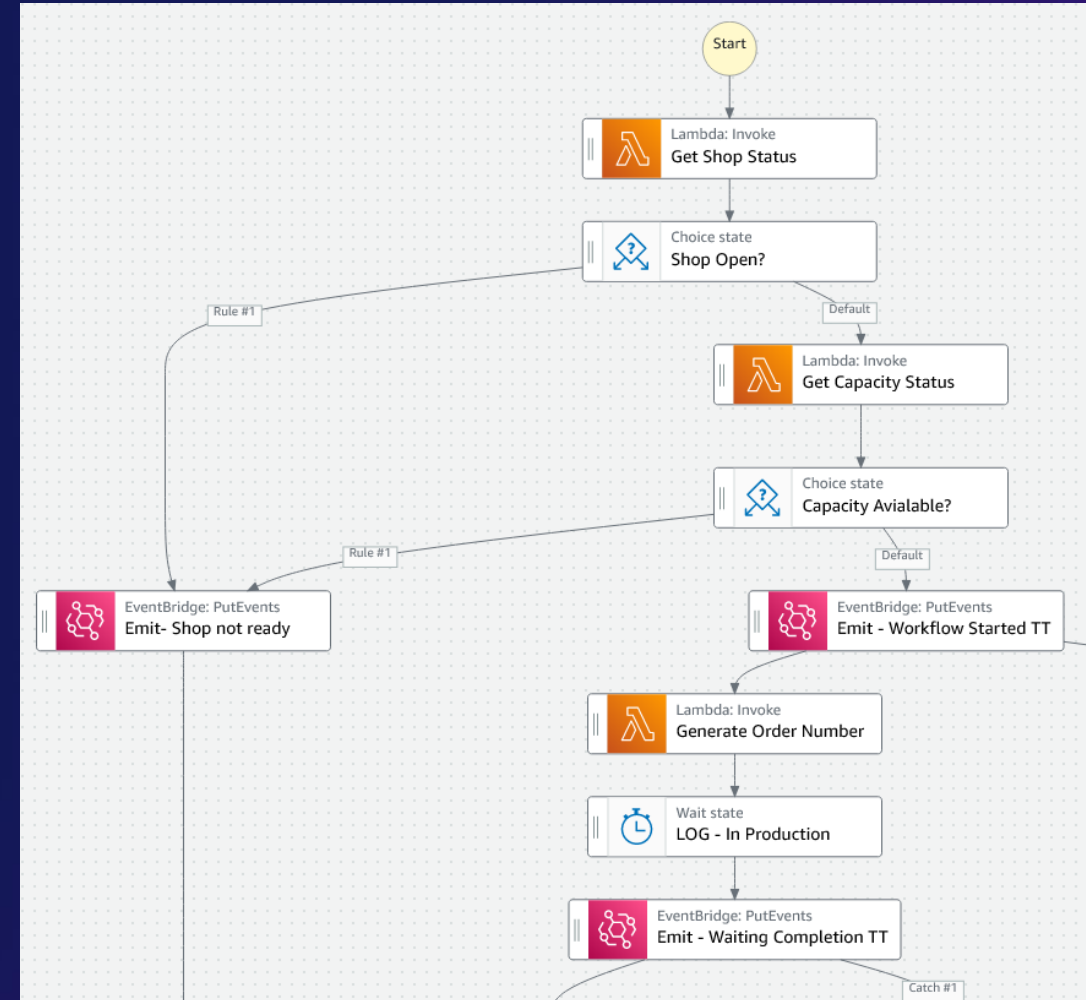 Start
Lambda: Invoke
Get Shop Status
Choice state
Shop Open?
Rule #1
Default
Lambda: Invoke
Get Capacity Status
Choice state
Capacity Avialable?
Rule #1
Default
EventBridge: PutEvents
Emit- Shop not ready
EventBridge: PutEvents
Emit - Workflow Started TT
Lambda: Invoke
Generate Order Number
Wait state
LOG - In Production
EventBridge: PutEvents
Emit - Waiting Completion TT
Catch #1